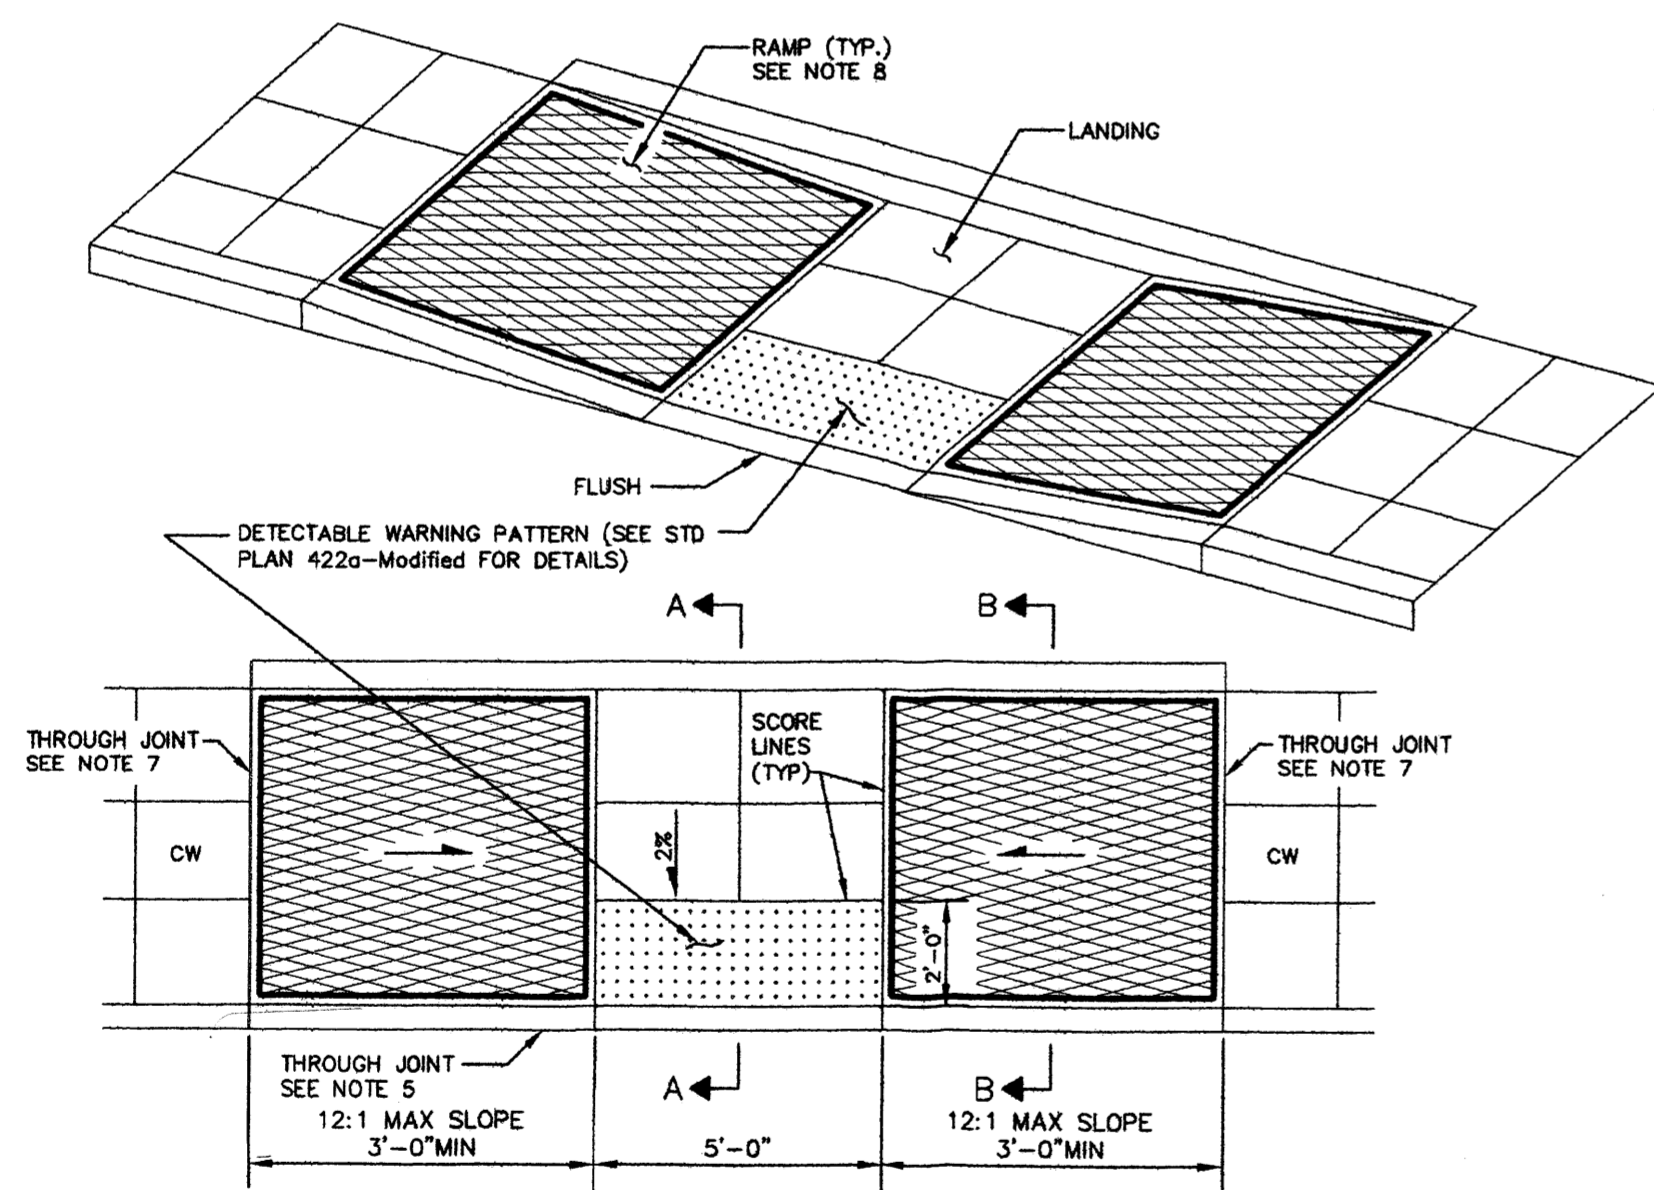 RAMP (TYP.)
SEE NOTE 8
LANDING
FLUSH
DETECTABLE WARNING PATTERN (SEE STD
PLAN 422a-Modified FOR DETAILS)
A
B
THROUGH JOINT
SEE NOTE 7
SCORE
LINES
(TYP)
THROUGH JOINT
SEE NOTE 7
CW
2%
CW
2'-0"
THROUGH JOINT
SEE NOTE 5
A
B
12:1 MAX SLOPE
3'-0"MIN
5'-0"
12:1 MAX SLOPE
3'-0"MIN